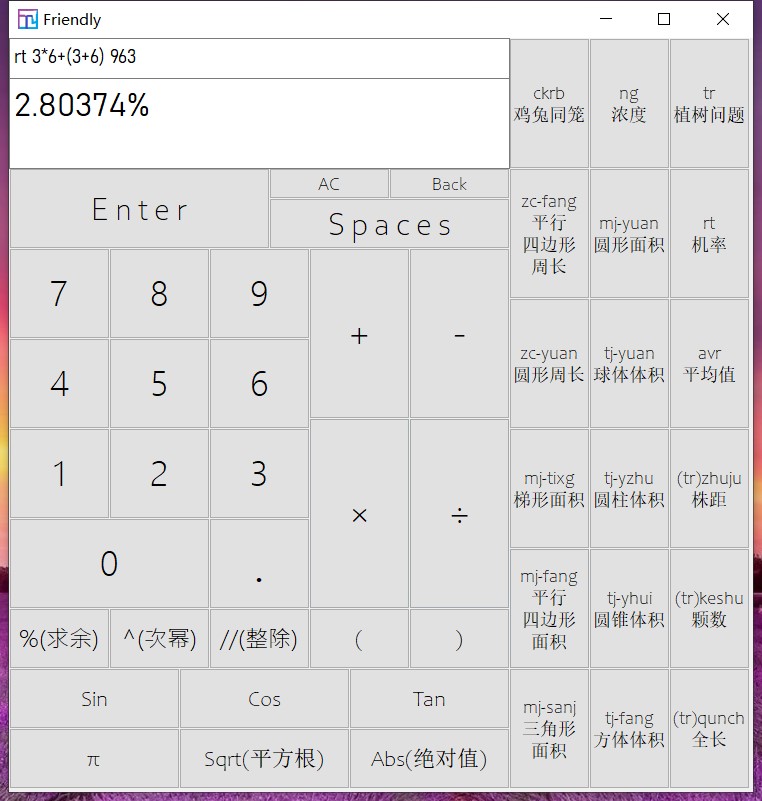 Friendly
rt 3*6+(3+6) 963
2.80374%
Enter
AC
Back
Spaces
7
8
9
+
-
4
5
6
1
2
3
×
÷
0
.
%(求余)
^(次幂)
//(整除)
(
)
Sin
Cos
Tan
π
Sqrt(平方根)
Abs(绝对值)
ckrb
鸡兔同笼
ng
浓度
tr
植树问题
zc-fang
平行
四边形
周长
mj-yuan
圆形面积
rt
机率
zc-yuan
圆形周长
tj-yuan
球体体积
avr
平均值
mj-tixg
梯形面积
tj-yzhu
圆柱体积
(tr)zhuju
株距
mj-fang
平行
四边形
面积
tj-yhui
圆锥体积
(tr)keshu
颗数
mj-sanj
三角形
面积
tj-fang
方体体积
(tr)qunch
全长